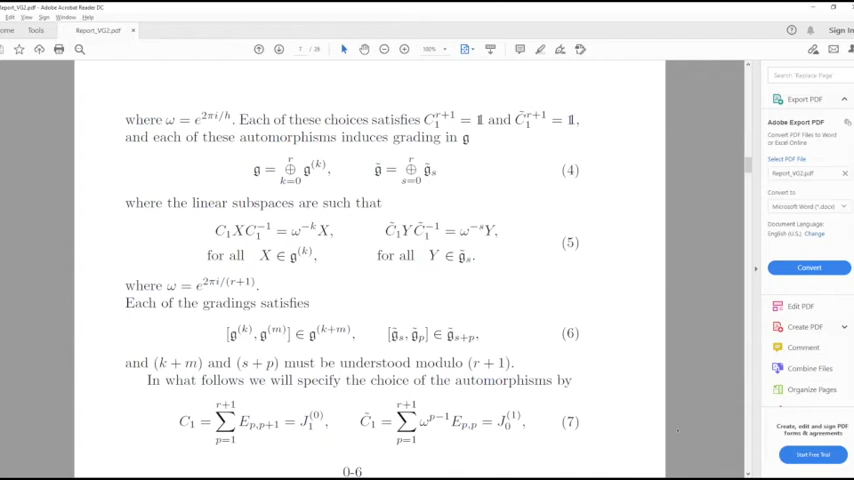 Report_VG2.pdf - Adobe Acrobat Reader DC
Edit View Sign Window Help
Tools
Report_VG2.pdf ×
Sign In
7 / 28
100%
where ω = e^{2πi/h}. Each of these choices satisfies C_1^{r+1} = 𝟙 and C̃_1^{r+1} = 𝟙,
and each of these automorphisms induces grading in 𝔤
𝔤 = ⊕_{k=0}^{r} 𝔤^{(k)}, 𝔤̃ = ⊕_{s=0}^{r} 𝔤̃_s (4)
where the linear subspaces are such that
C_1XC_1^{-1} = ω^{-k}X, C̃_1YC̃_1^{-1} = ω^{-s}Y,
for all X ∈ 𝔤^{(k)}, for all Y ∈ 𝔤̃_s. (5)
where ω = e^{2πi/(r+1)}.
Each of the gradings satisfies
[𝔤^{(k)}, 𝔤^{(m)}] ∈ 𝔤^{(k+m)}, [𝔤̃_s, 𝔤̃_p] ∈ 𝔤̃_{s+p}, (6)
and (k + m) and (s + p) must be understood modulo (r + 1).
In what follows we will specify the choice of the automorphisms by
C_1 = ∑_{p=1}^{r+1} E_{p,p+1} = J_1^{(0)}, C̃_1 = ∑_{p=1}^{r+1} ω^{p-1}E_{p,p} = J_0^{(1)}, (7)
0-6
Search 'Replace Page'
Export PDF
Adobe Export PDF
Convert PDF Files to Word
or Excel Online
Select PDF File
Report_VG2.pdf ×
Convert to
Microsoft Word (*.docx)
Document Language:
English (U.S.) Change
Convert
Edit PDF
Create PDF
Comment
Combine Files
Organize Pages
Create, edit and sign PDF
forms & agreements
Start Free Trial